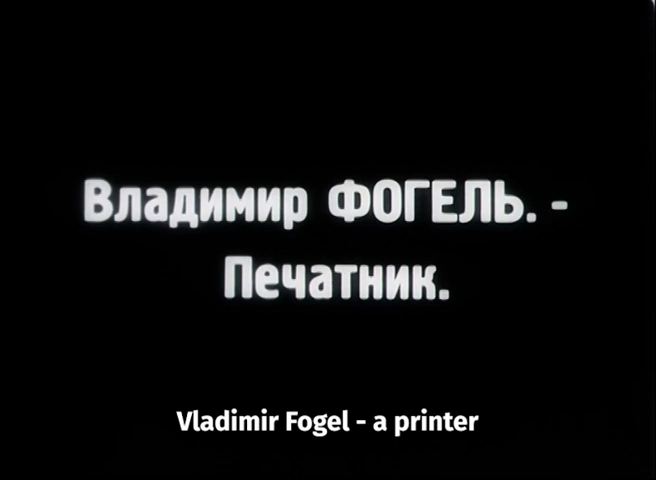 Владимир ФОГЕЛЬ. -
Печатник.
Vladimir Fogel - a printer